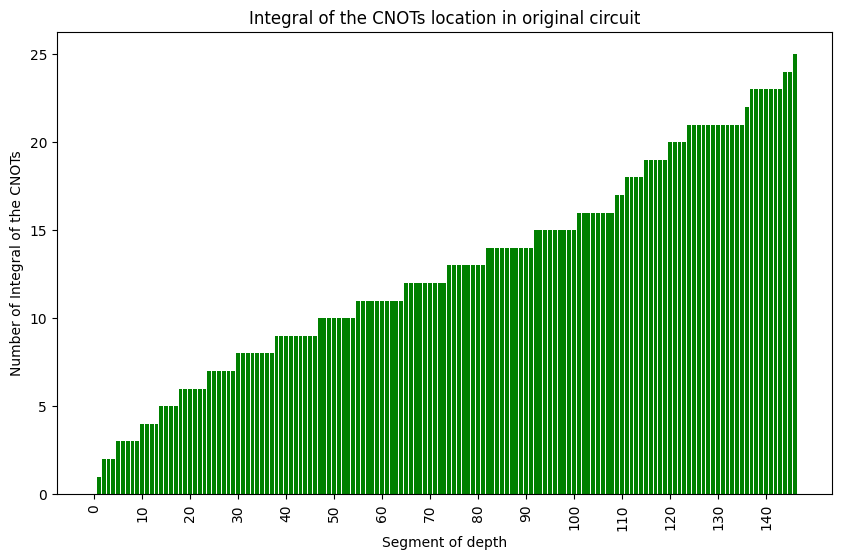 Integral of the CNOTs location in original circuit
Number of Integral of the CNOTs
25
20
15
10
5
0
0 10 20 30 40 50 60 70 80 90 100 110 120 130 140
Segment of depth